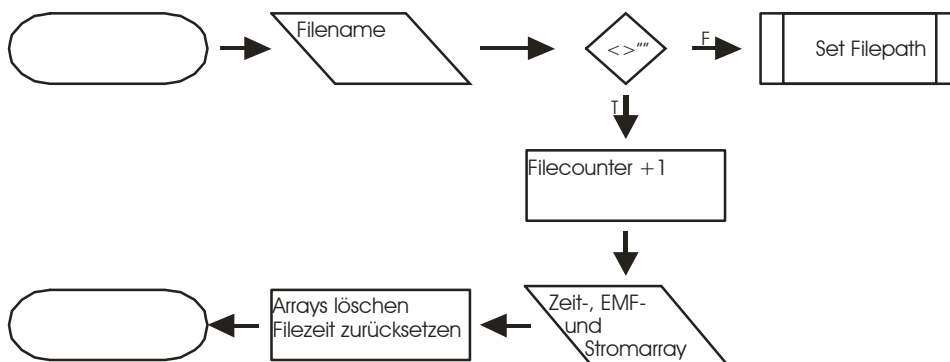 Filename
<>""
F
Set Filepath
T
Filecounter +1
Zeit-, EMF-
und
Stromarray
Arrays löschen
Filezeit zurücksetzen